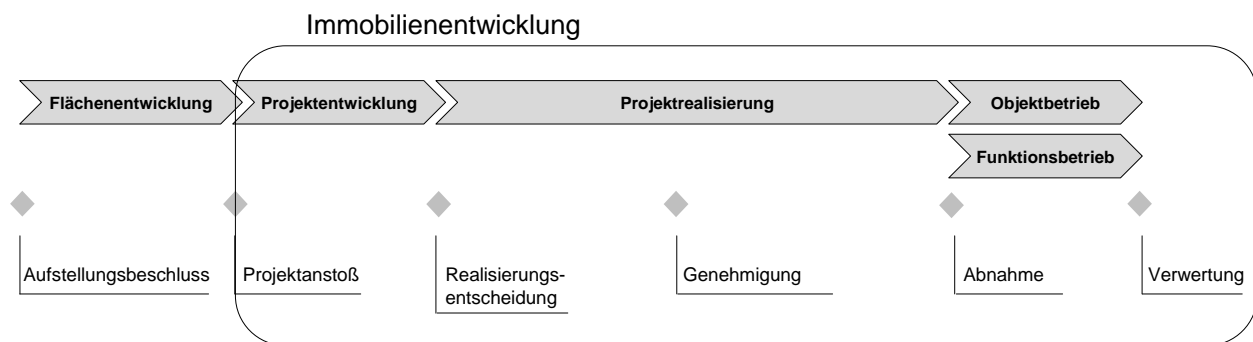 Immobilienentwicklung
Flächenentwicklung
Projektentwicklung
Projektrealisierung
Objektbetrieb
Funktionsbetrieb
Aufstellungsbeschluss
Projektanstoß
Realisierungs-
entscheidung
Genehmigung
Abnahme
Verwertung